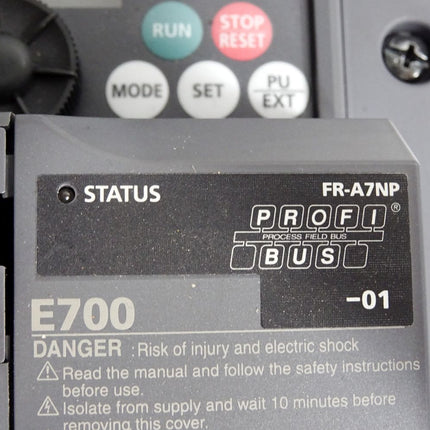 RUN
STOP
RESET
MODE
SET
PU
EXT
STATUS
FR-A7NP
PROFI®
PROCESS FIELD BUS
BUS
-01
E700
DANGER : Risk of injury and electric shock
Read the manual and follow the safety instructions
before use.
Isolate from supply and wait 10 minutes before
removing this cover.